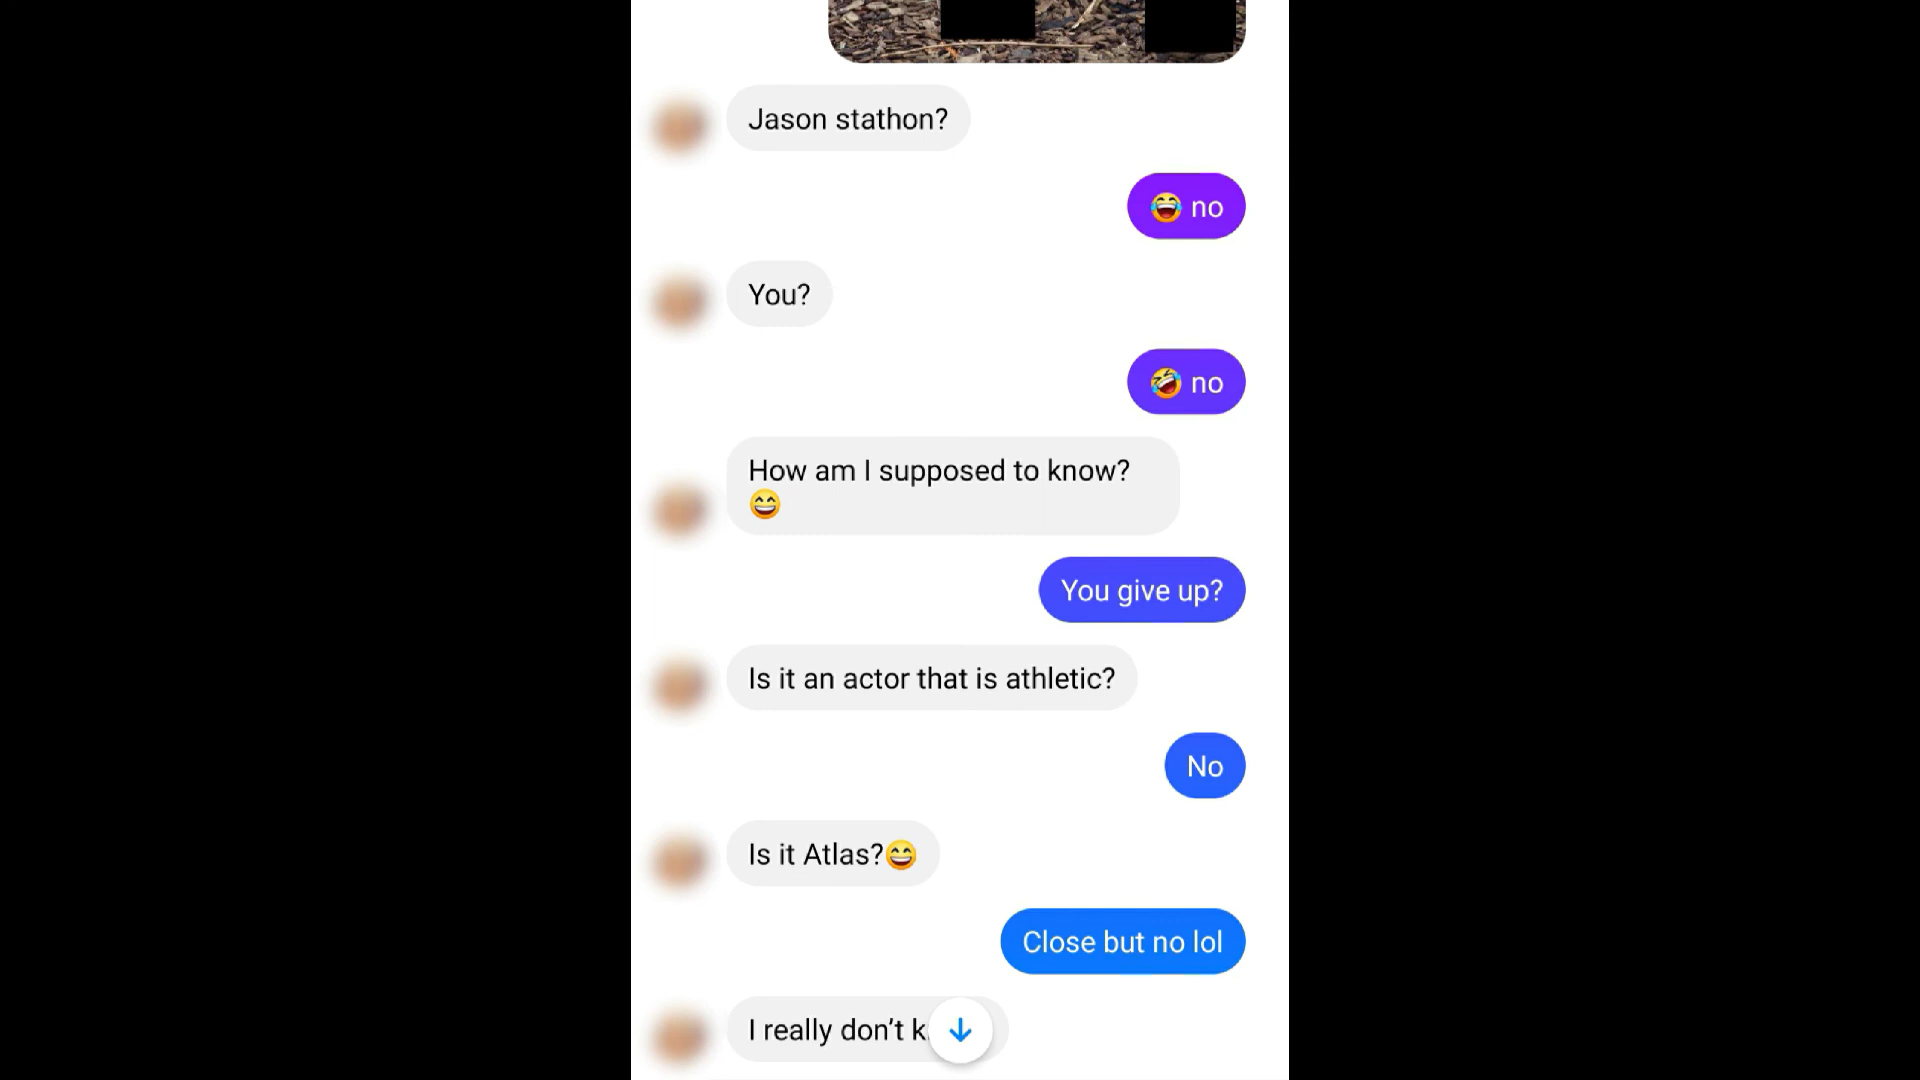 Jason stathon?
😂 no
You?
🤣 no
How am I supposed to know?
😄
You give up?
Is it an actor that is athletic?
No
Is it Atlas?😄
Close but no lol
I really don't